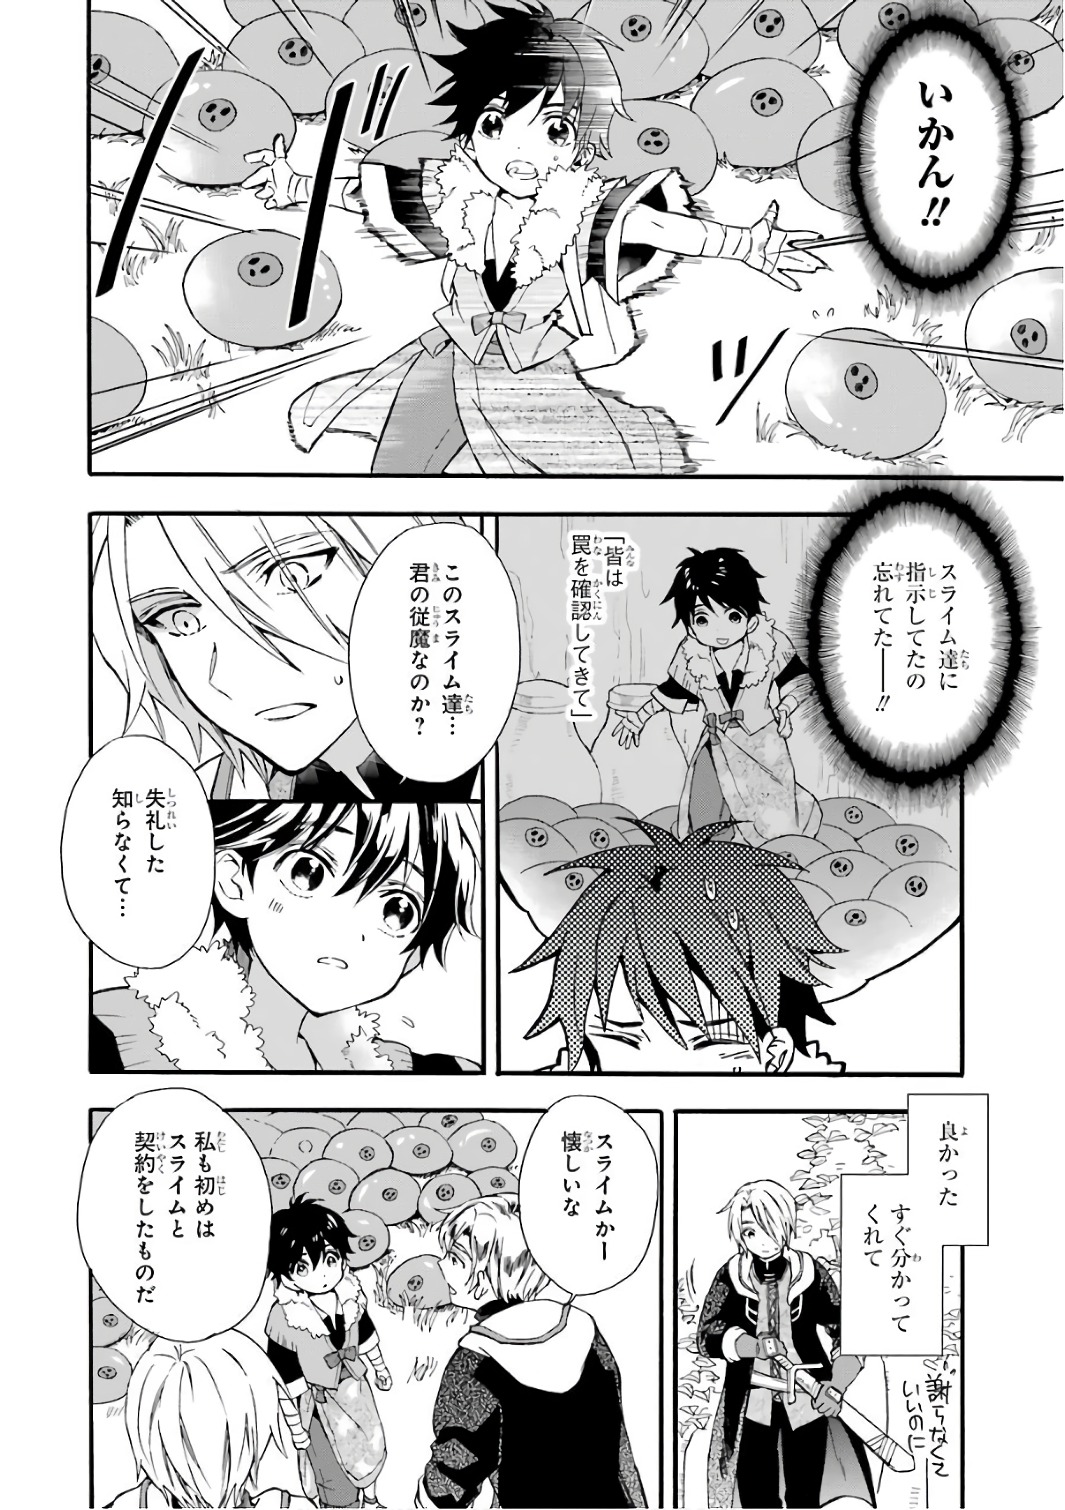 いかん!!
スライム達に
指示してたの
忘れてた――!!
「皆は
罠を確認してきて」
このスライム達…
君の従魔なのか？
失礼した
知らなくて…
良かった
すぐ分かって
くれて
謝らなくて
いいのに――
スライムかー
懐しいな
私も初めは
スライムと
契約をしたものだ